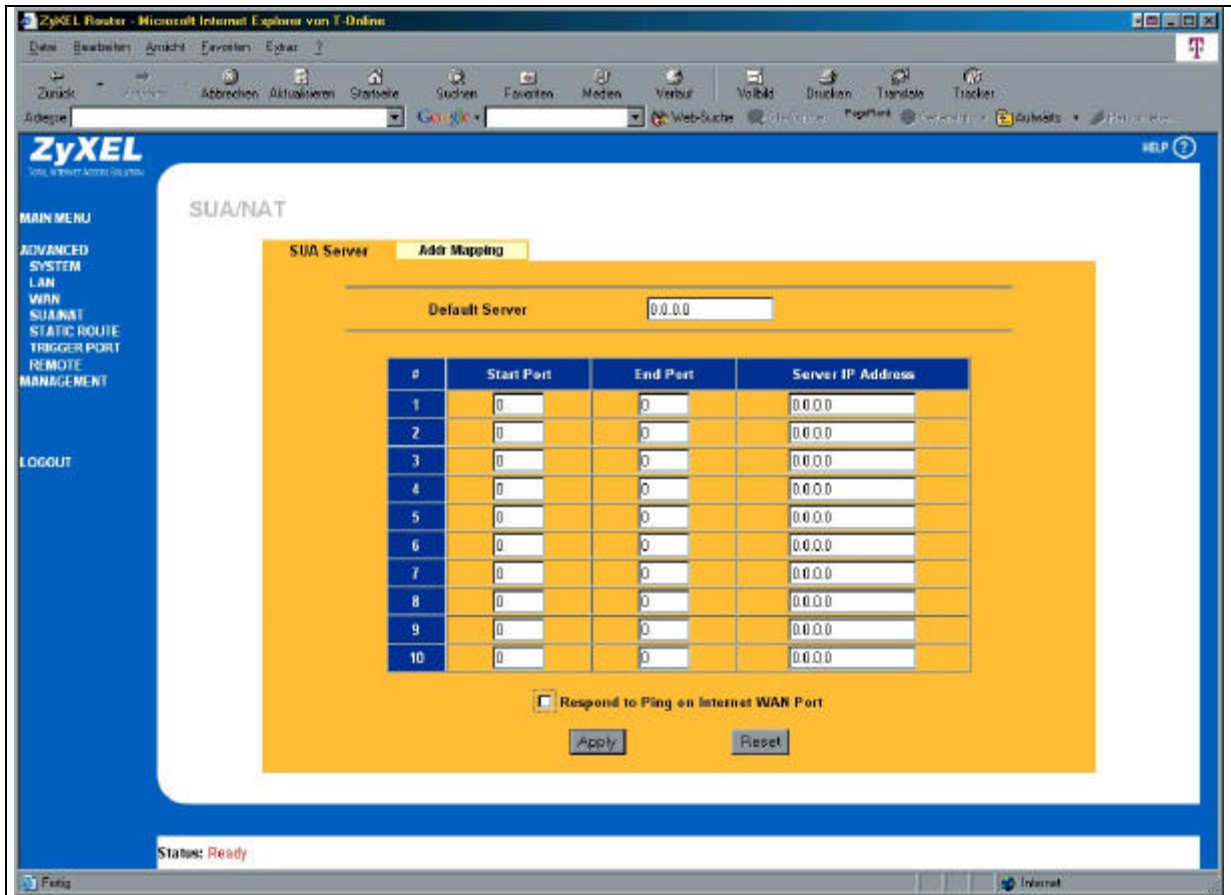 ZyXEL Router - Microsoft Internet Explorer von T-Online
Datei Bearbeiten Ansicht Favoriten Extras ?
Zurück Abbrechen Aktualisieren Startseite Suchen Favoriten Medien Verlauf Vollbild Drucken Translate Tracker
Adresse Google Web-Suche PageRank Aufwärts
ZyXEL HELP ?
TOTAL INTERNET ACCESS SOLUTION
SUA/NAT
MAIN MENU
ADVANCED
SYSTEM
LAN
WAN
SUA/NAT
STATIC ROUTE
TRIGGER PORT
REMOTE
MANAGEMENT
LOGOUT
SUA Server Addr Mapping
Default Server 0.0.0.0
# Start Port End Port Server IP Address
1 0 0 0.0.0.0
2 0 0 0.0.0.0
3 0 0 0.0.0.0
4 0 0 0.0.0.0
5 0 0 0.0.0.0
6 0 0 0.0.0.0
7 0 0 0.0.0.0
8 0 0 0.0.0.0
9 0 0 0.0.0.0
10 0 0 0.0.0.0
Respond to Ping on Internet WAN Port
Apply Reset
Status: Ready
Fertig Internet